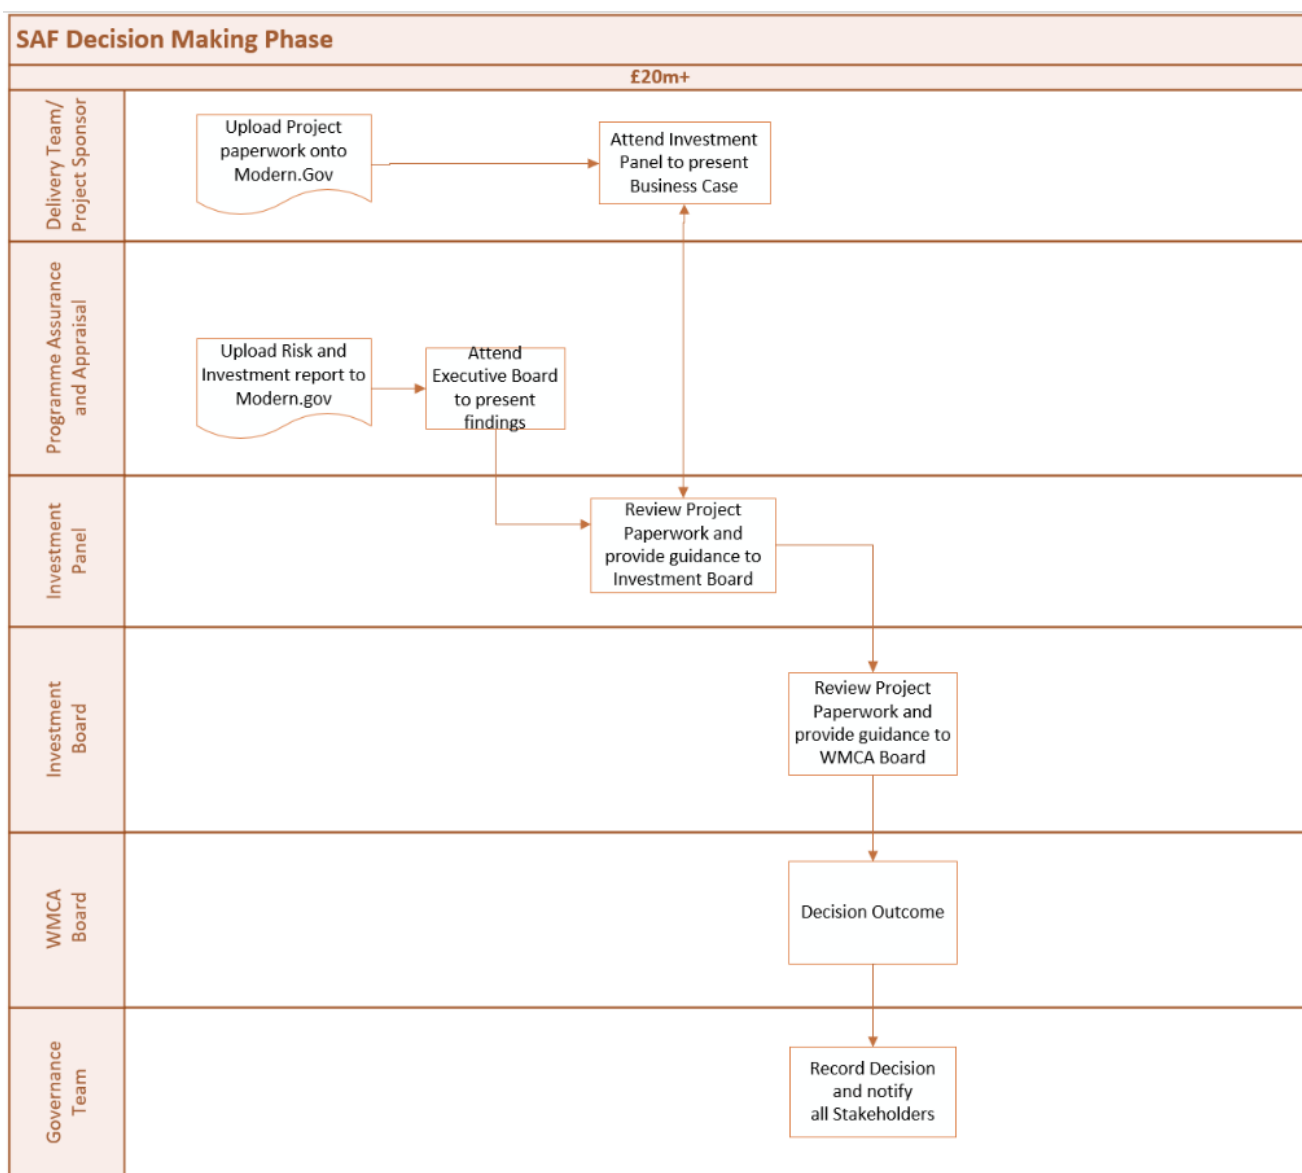 SAF Decision Making Phase
£20m+
Delivery Team/
Project Sponsor
Upload Project
paperwork onto
Modern.Gov
Attend Investment
Panel to present
Business Case
Programme Assurance
and Appraisal
Upload Risk and
Investment report to
Modern.gov
Attend
Executive Board
to present
findings
Investment
Panel
Review Project
Paperwork and
provide guidance to
Investment Board
Investment
Board
Review Project
Paperwork and
provide guidance to
WMCA Board
WMCA
Board
Decision Outcome
Governance
Team
Record Decision
and notify
all Stakeholders